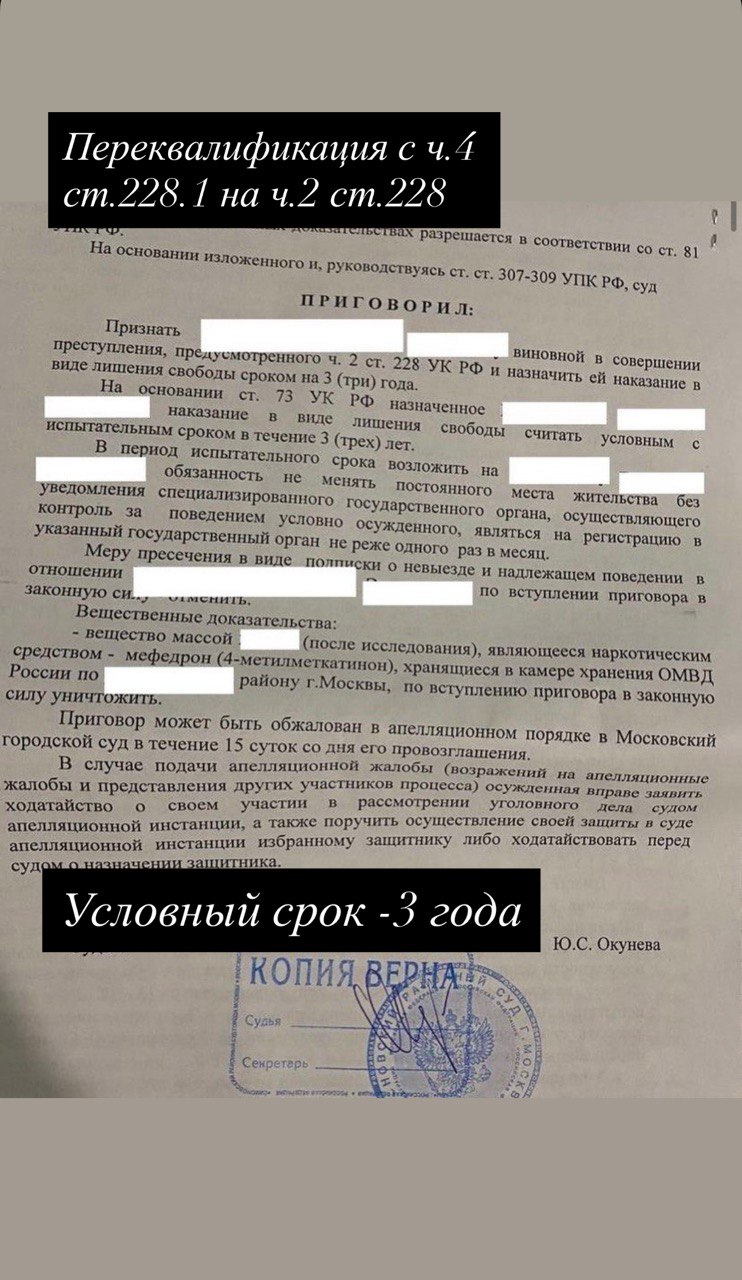 Переквалификация с ч.4
ст.228.1 на ч.2 ст.228
УПК РФ. доказательствах разрешается в соответствии со ст. 81
На основании изложенного и, руководствуясь ст. ст. 307-309 УПК РФ, суд
П Р И Г О В О Р И Л:
Признать виновной в совершении
преступления, предусмотренного ч. 2 ст. 228 УК РФ и назначить ей наказание в
виде лишения свободы сроком на 3 (три) года.
На основании ст. 73 УК РФ назначенное
наказание в виде лишения свободы считать условным с
испытательным сроком в течение 3 (трех) лет.
В период испытательного срока возложить на
обязанность не менять постоянного места жительства без
уведомления специализированного государственного органа, осуществляющего
контроль за поведением условно осужденного, являться на регистрацию в
указанный государственный орган не реже одного раз в месяц.
Меру пресечения в виде подписки о невыезде и надлежащем поведении в
отношении по вступлении приговора в
законную силу отменить.
Вещественные доказательства:
- вещество массой (после исследования), являющееся наркотическим
средством - мефедрон (4-метилметкатинон), хранящиеся в камере хранения ОМВД
России по району г.Москвы, по вступлению приговора в законную
силу уничтожить.
Приговор может быть обжалован в апелляционном порядке в Московский
городской суд в течение 15 суток со дня его провозглашения.
В случае подачи апелляционной жалобы (возражений на апелляционные
жалобы и представления других участников процесса) осужденная вправе заявить
ходатайство о своем участии в рассмотрении уголовного дела судом
апелляционной инстанции, а также поручить осуществление своей защиты в суде
апелляционной инстанции избранному защитнику либо ходатайствовать перед
судом о назначении защитника.
Условный срок -3 года
Ю.С. Окунева
КОПИЯ ВЕРНА
Судья
Секретарь
СУД Г. МОСКВ